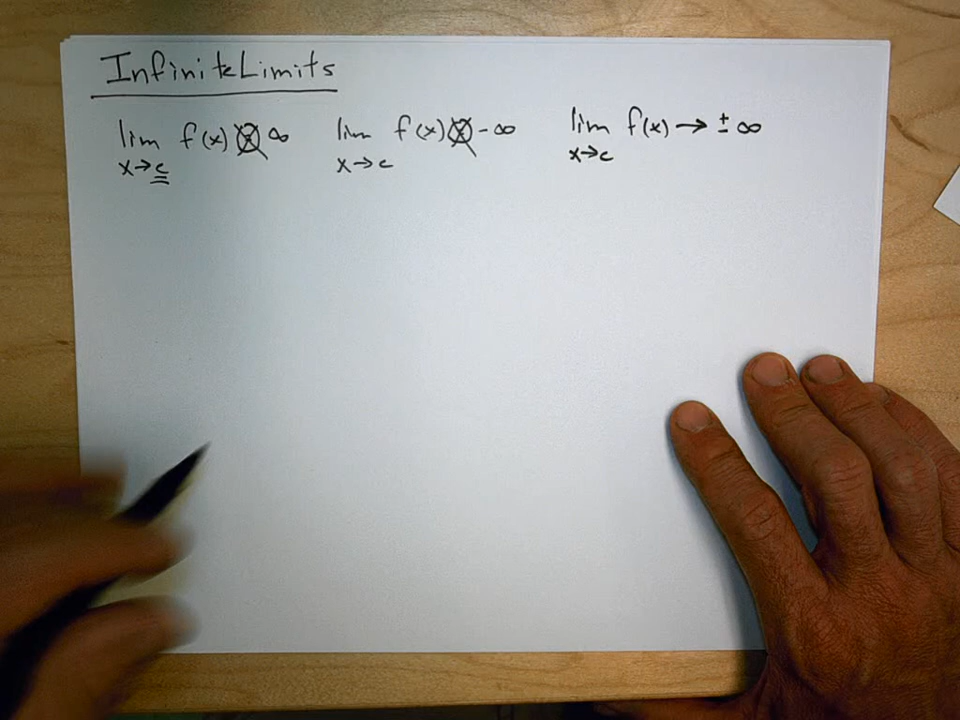 Infinite Limits
lim f(x) ∞ lim f(x) -∞ lim f(x) → ± ∞
x→c x→c x→c